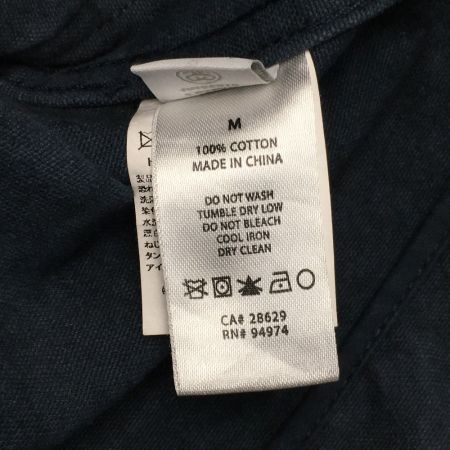 M
100% COTTON
MADE IN CHINA
DO NOT WASH
TUMBLE DRY LOW
DO NOT BLEACH
COOL IRON
DRY CLEAN
CA# 28629
RN# 94974